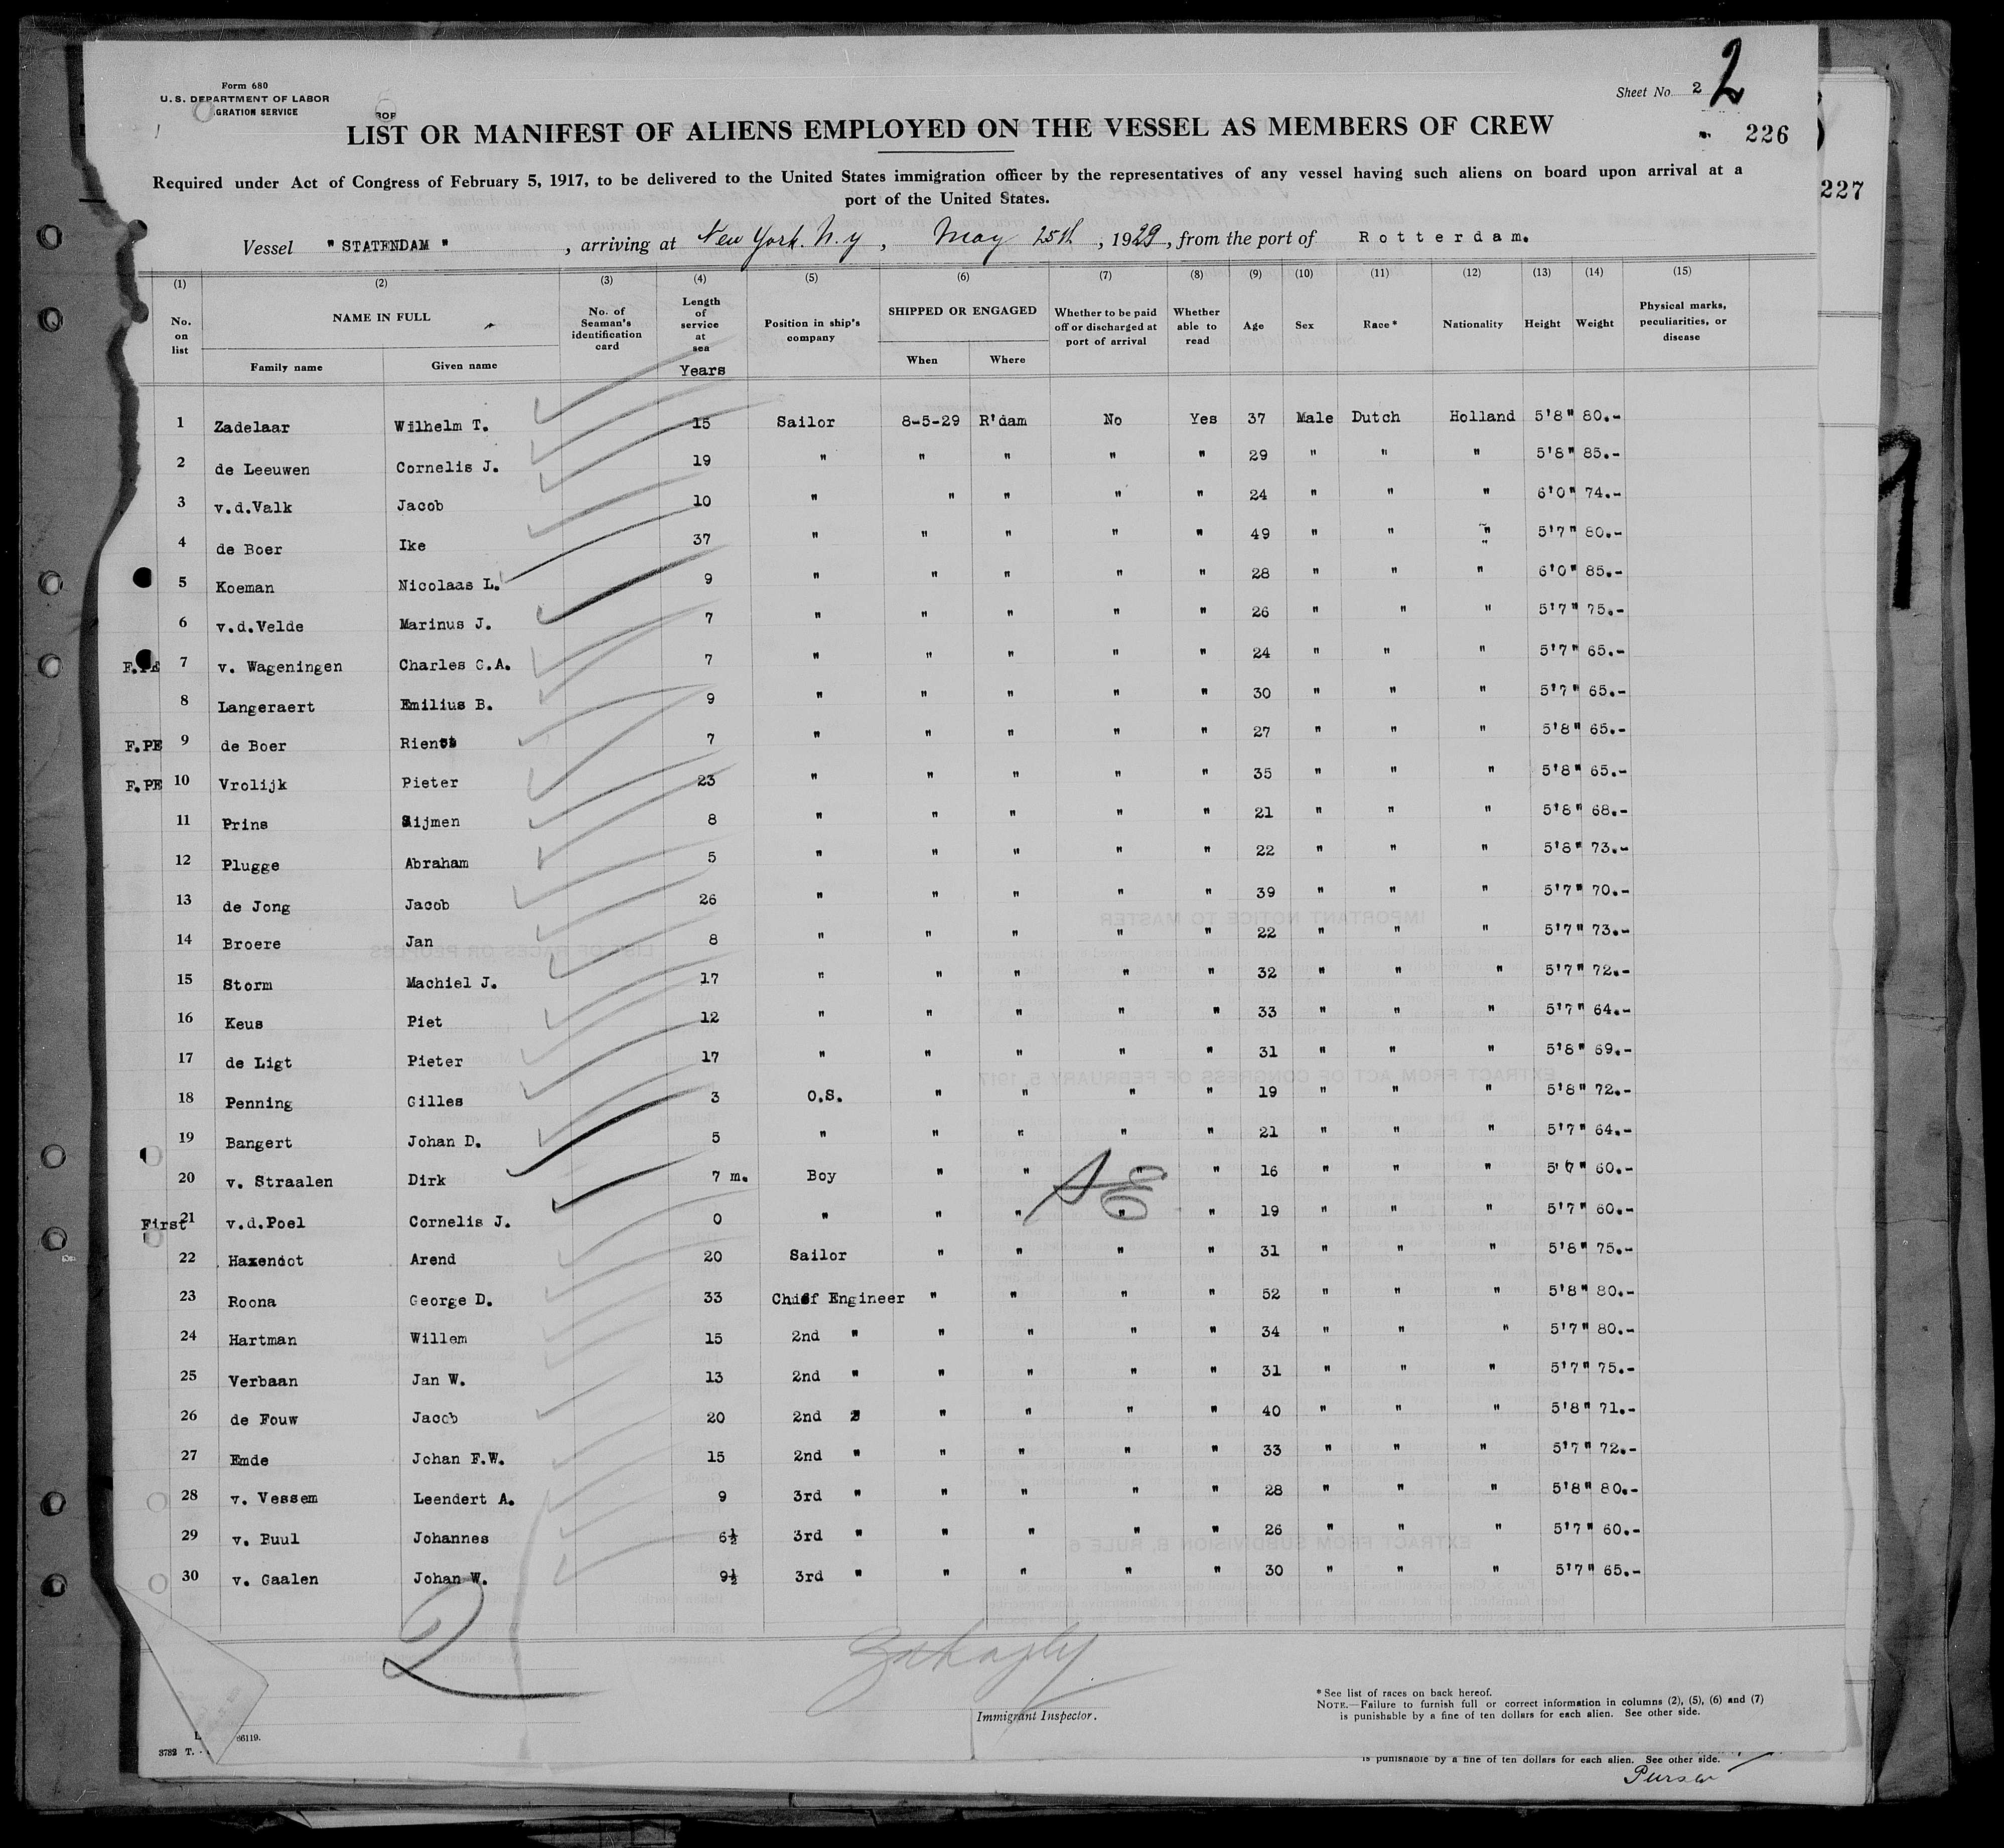 Form 680
U. S. DEPARTMENT OF LABOR
GRATION SERVICE
Sheet No. 2 2
LIST OR MANIFEST OF ALIENS EMPLOYED ON THE VESSEL AS MEMBERS OF CREW
226
227
Required under Act of Congress of February 5, 1917, to be delivered to the United States immigration officer by the representatives of any vessel having such aliens on board upon arrival at a
port of the United States.
Vessel "STATENDAM", arriving at New York. N.Y, May 25th, 1929, from the port of Rotterdam.
(1) (2) (3) (4) (5) (6) (7) (8) (9) (10) (11) (12) (13) (14) (15)
No. on list NAME IN FULL Family name Given name No. of Seaman's identification card Length of service at sea Years Position in ship's company SHIPPED OR ENGAGED When Where Whether to be paid off or discharged at port of arrival Whether able to read Age Sex Race* Nationality Height Weight Physical marks, peculiarities, or disease
1 Zadelaar Wilhelm T. 15 Sailor 8-5-29 R'dam No Yes 37 Male Dutch Holland 5'8" 80.-
2 de Leeuwen Cornelis J. 19 " " " " " 29 " " " 5'8" 85.-
3 v.d.Valk Jacob 10 " " " " " 24 " " " 6'0" 74.-
4 de Boer Ike 37 " " " " " 49 " " " 5'7" 80.-
5 Koeman Nicolaas L. 9 " " " " " 28 " " " 6'0" 85.-
6 v.d.Velde Marinus J. 7 " " " " " 26 " " " 5'7" 75.-
F.PE 7 v. Wageningen Charles C.A. 7 " " " " " 24 " " " 5'7" 65.-
8 Langeraert Emilius B. 9 " " " " " 30 " " " 5'7" 65.-
F.PE 9 de Boer Rienst 7 " " " " " 27 " " " 5'8" 65.-
F.PE 10 Vrolijk Pieter 23 " " " " " 35 " " " 5'8" 65.-
11 Prins Sijmen 8 " " " " " 21 " " " 5'8" 68.-
12 Plugge Abraham 5 " " " " " 22 " " " 5'8" 73.-
13 de Jong Jacob 26 " " " " " 39 " " " 5'7" 70.-
14 Broere Jan 8 " " " " " 22 " " " 5'7" 73.-
15 Storm Machiel J. 17 " " " " " 32 " " " 5'7" 72.-
16 Keus Piet 12 " " " " " 33 " " " 5'7" 64.-
17 de Ligt Pieter 17 " " " " " 31 " " " 5'8" 69.-
18 Penning Gilles 3 O.S. " " " " 19 " " " 5'8" 72.-
19 Bangert Johan D. 5 " " " " " 21 " " " 5'7" 64.-
20 v. Straalen Dirk 7 m. Boy " " " " 16 " " " 5'6" 60.-
First 21 v.d.Poel Cornelis J. 0 " " " " " 19 " " " 5'7" 60.-
22 Haxendot Arend 20 Sailor " " " " 31 " " " 5'8" 75.-
23 Roona George D. 33 Chief Engineer " " " " 52 " " " 5'8" 80.-
24 Hartman Willem 15 2nd " " " " " 34 " " " 5'7" 80.-
25 Verbaan Jan W. 13 2nd " " " " " 31 " " " 5'7" 75.-
26 de Fouw Jacob 20 2nd " " " " " 40 " " " 5'8" 71.-
27 Emde Johan F.W. 15 2nd " " " " " 33 " " " 5'7" 72.-
28 v. Vessem Leendert A. 9 3rd " " " " " 28 " " " 5'8" 80.-
29 v. Buul Johannes 6½ 3rd " " " " " 26 " " " 5'7" 60.-
30 v. Gaalen Johan W. 9½ 3rd " " " " " 30 " " " 5'7" 65.-
2
Immigrant Inspector.
* See list of races on back hereof.
NOTE.—Failure to furnish full or correct information in columns (2), (5), (6) and (7)
is punishable by a fine of ten dollars for each alien. See other side.
66119.
3782 T.
is punishable by a fine of ten dollars for each alien. See other side.
Purser